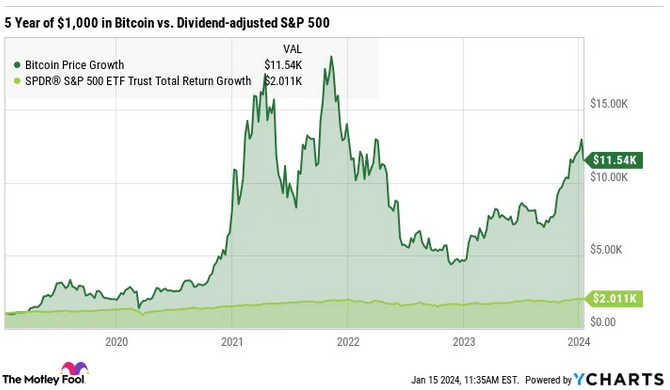 5 Year of $1,000 in Bitcoin vs. Dividend-adjusted S&P 500
VAL
Bitcoin Price Growth $11.54K
SPDR® S&P 500 ETF Trust Total Return Growth $2.011K
$15.00K
$11.54K
$10.00K
$5.00K
$2.011K
$0.00
2020 2021 2022 2023 2024
The Motley Fool.
Jan 15 2024, 11:35AM EST. Powered by YCHARTS